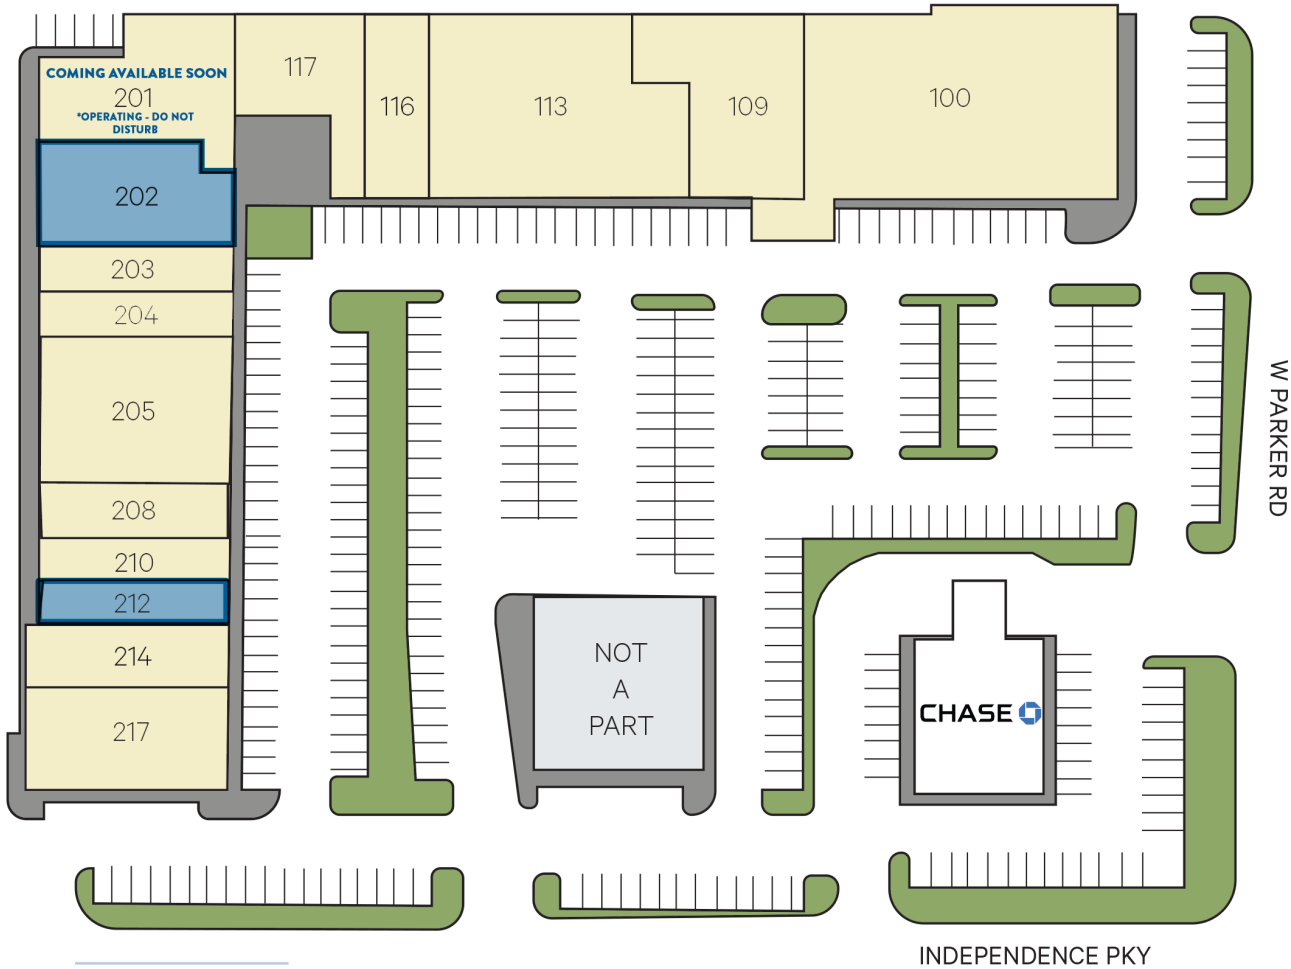 COMING AVAILABLE SOON
201
*OPERATING - DO NOT
DISTURB
117
116
113
109
100
202
203
204
205
208
210
212
214
217
NOT
A
PART
CHASE
W PARKER RD
INDEPENDENCE PKY